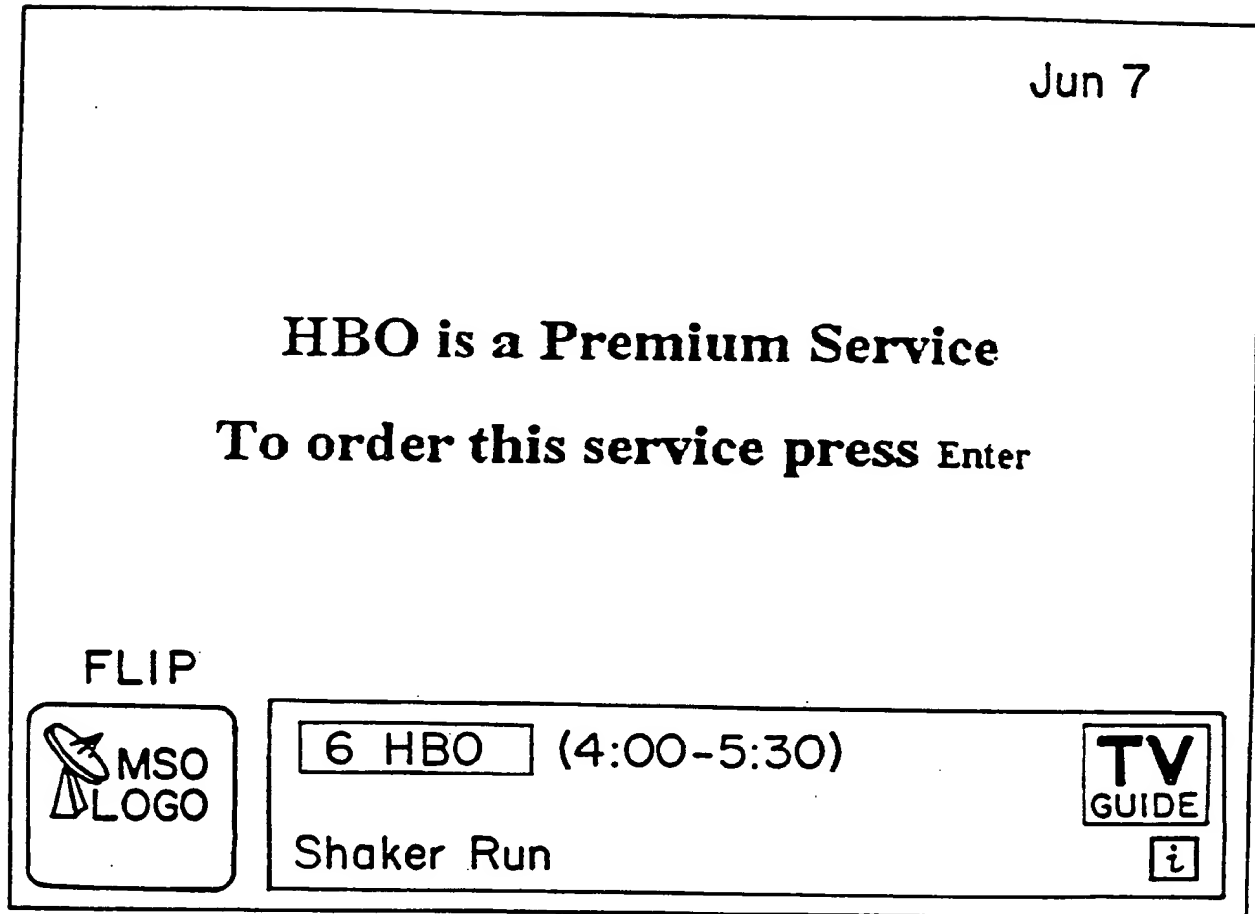 Jun 7
HBO is a Premium Service
To order this service press Enter
FLIP
MSO
LOGO
6 HBO (4:00-5:30)
Shaker Run
TV
GUIDE
i